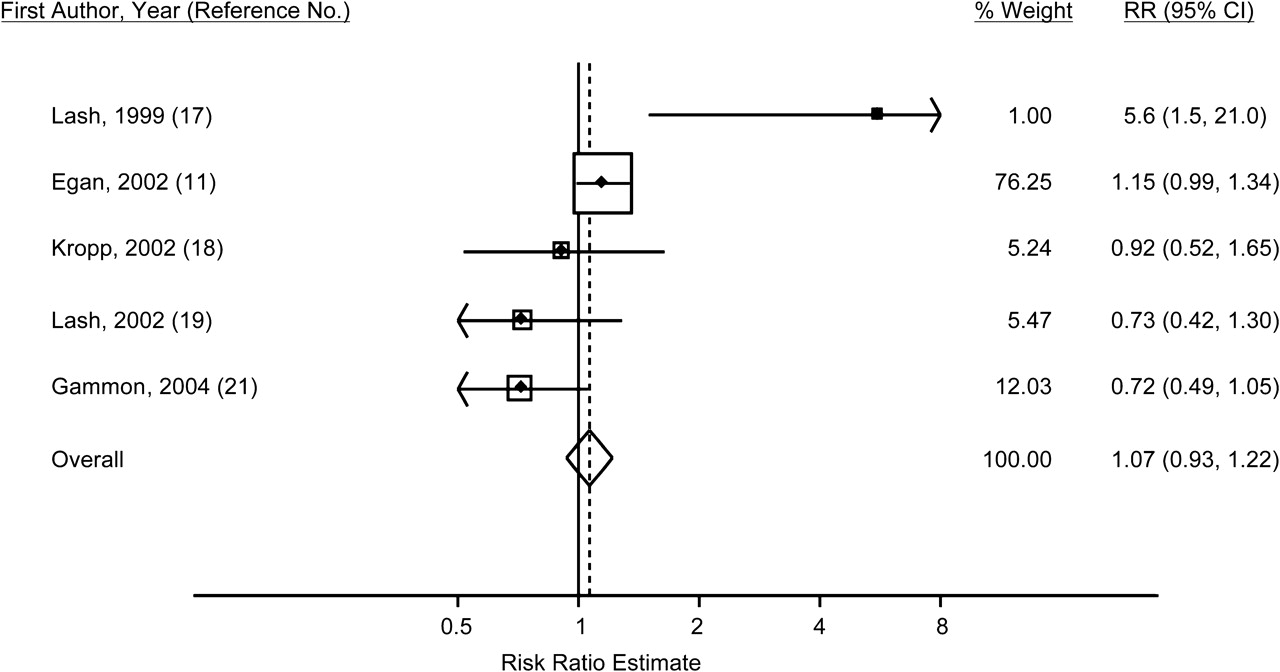 First Author, Year (Reference No.) % Weight RR (95% CI)
Lash, 1999 (17) 1.00 5.6 (1.5, 21.0)
Egan, 2002 (11) 76.25 1.15 (0.99, 1.34)
Kropp, 2002 (18) 5.24 0.92 (0.52, 1.65)
Lash, 2002 (19) 5.47 0.73 (0.42, 1.30)
Gammon, 2004 (21) 12.03 0.72 (0.49, 1.05)
Overall 100.00 1.07 (0.93, 1.22)
0.5 1 2 4 8
Risk Ratio Estimate